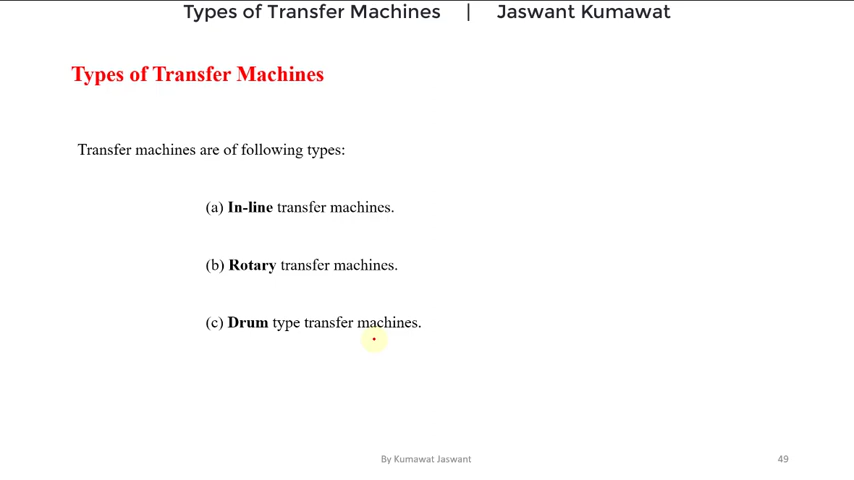 Types of Transfer Machines | Jaswant Kumawat
Types of Transfer Machines
Transfer machines are of following types:
(a) In-line transfer machines.
(b) Rotary transfer machines.
(c) Drum type transfer machines.
By Kumawat Jaswant 49